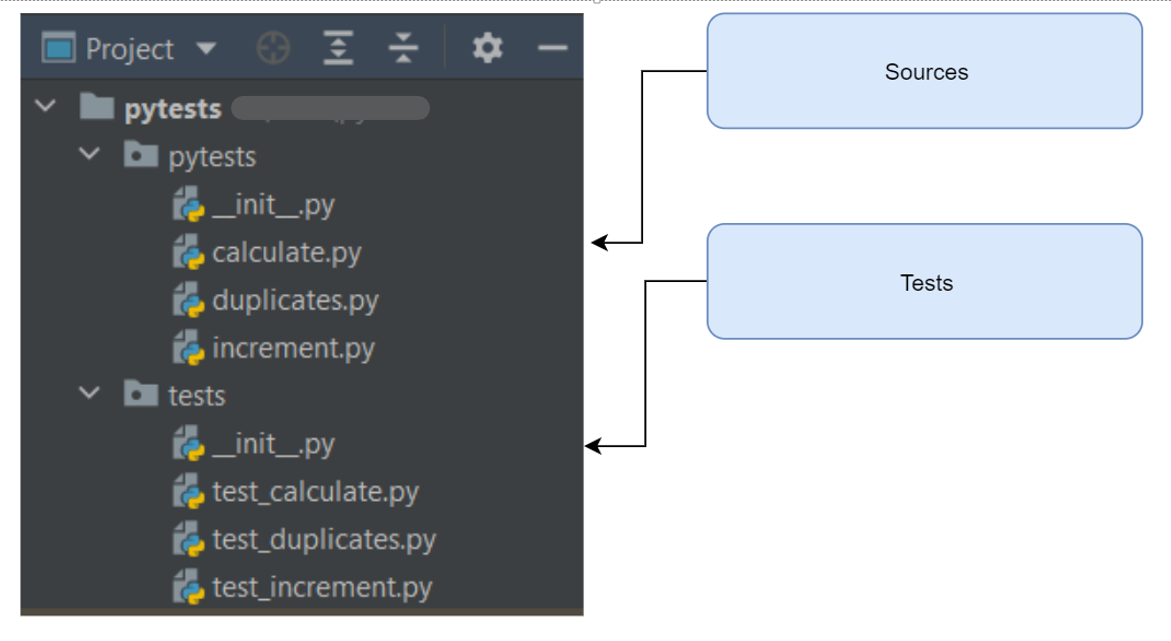 Project
pytests
pytests
__init__.py
calculate.py
duplicates.py
increment.py
tests
__init__.py
test_calculate.py
test_duplicates.py
test_increment.py
Sources
Tests